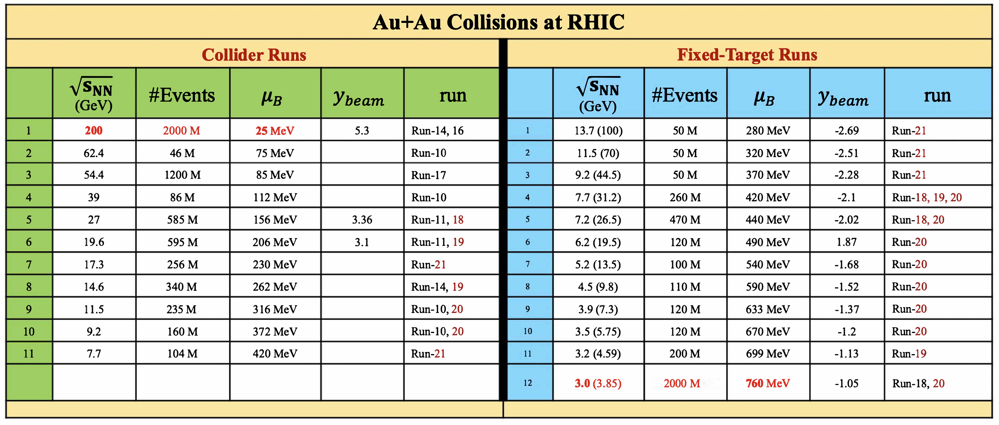 Au+Au Collisions at RHIC
Collider Runs
√sNN (GeV) #Events μB ybeam run
1 200 2000 M 25 MeV 5.3 Run-14, 16
2 62.4 46 M 75 MeV Run-10
3 54.4 1200 M 85 MeV Run-17
4 39 86 M 112 MeV Run-10
5 27 585 M 156 MeV 3.36 Run-11, 18
6 19.6 595 M 206 MeV 3.1 Run-11, 19
7 17.3 256 M 230 MeV Run-21
8 14.6 340 M 262 MeV Run-14, 19
9 11.5 235 M 316 MeV Run-10, 20
10 9.2 160 M 372 MeV Run-10, 20
11 7.7 104 M 420 MeV Run-21
Fixed-Target Runs
√sNN (GeV) #Events μB ybeam run
1 13.7 (100) 50 M 280 MeV -2.69 Run-21
2 11.5 (70) 50 M 320 MeV -2.51 Run-21
3 9.2 (44.5) 50 M 370 MeV -2.28 Run-21
4 7.7 (31.2) 260 M 420 MeV -2.1 Run-18, 19, 20
5 7.2 (26.5) 470 M 440 MeV -2.02 Run-18, 20
6 6.2 (19.5) 120 M 490 MeV 1.87 Run-20
7 5.2 (13.5) 100 M 540 MeV -1.68 Run-20
8 4.5 (9.8) 110 M 590 MeV -1.52 Run-20
9 3.9 (7.3) 120 M 633 MeV -1.37 Run-20
10 3.5 (5.75) 120 M 670 MeV -1.2 Run-20
11 3.2 (4.59) 200 M 699 MeV -1.13 Run-19
12 3.0 (3.85) 2000 M 760 MeV -1.05 Run-18, 20